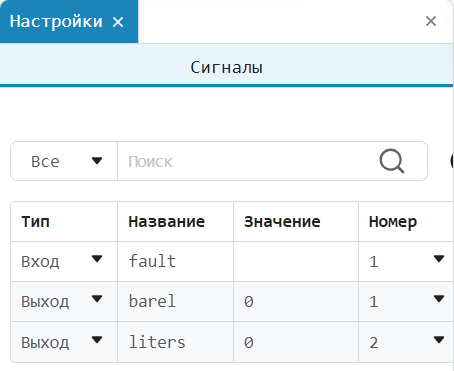 Настройки
Сигналы
Все Поиск
Тип Название Значение Номер
Вход fault 1
Выход barel 0 1
Выход liters 0 2